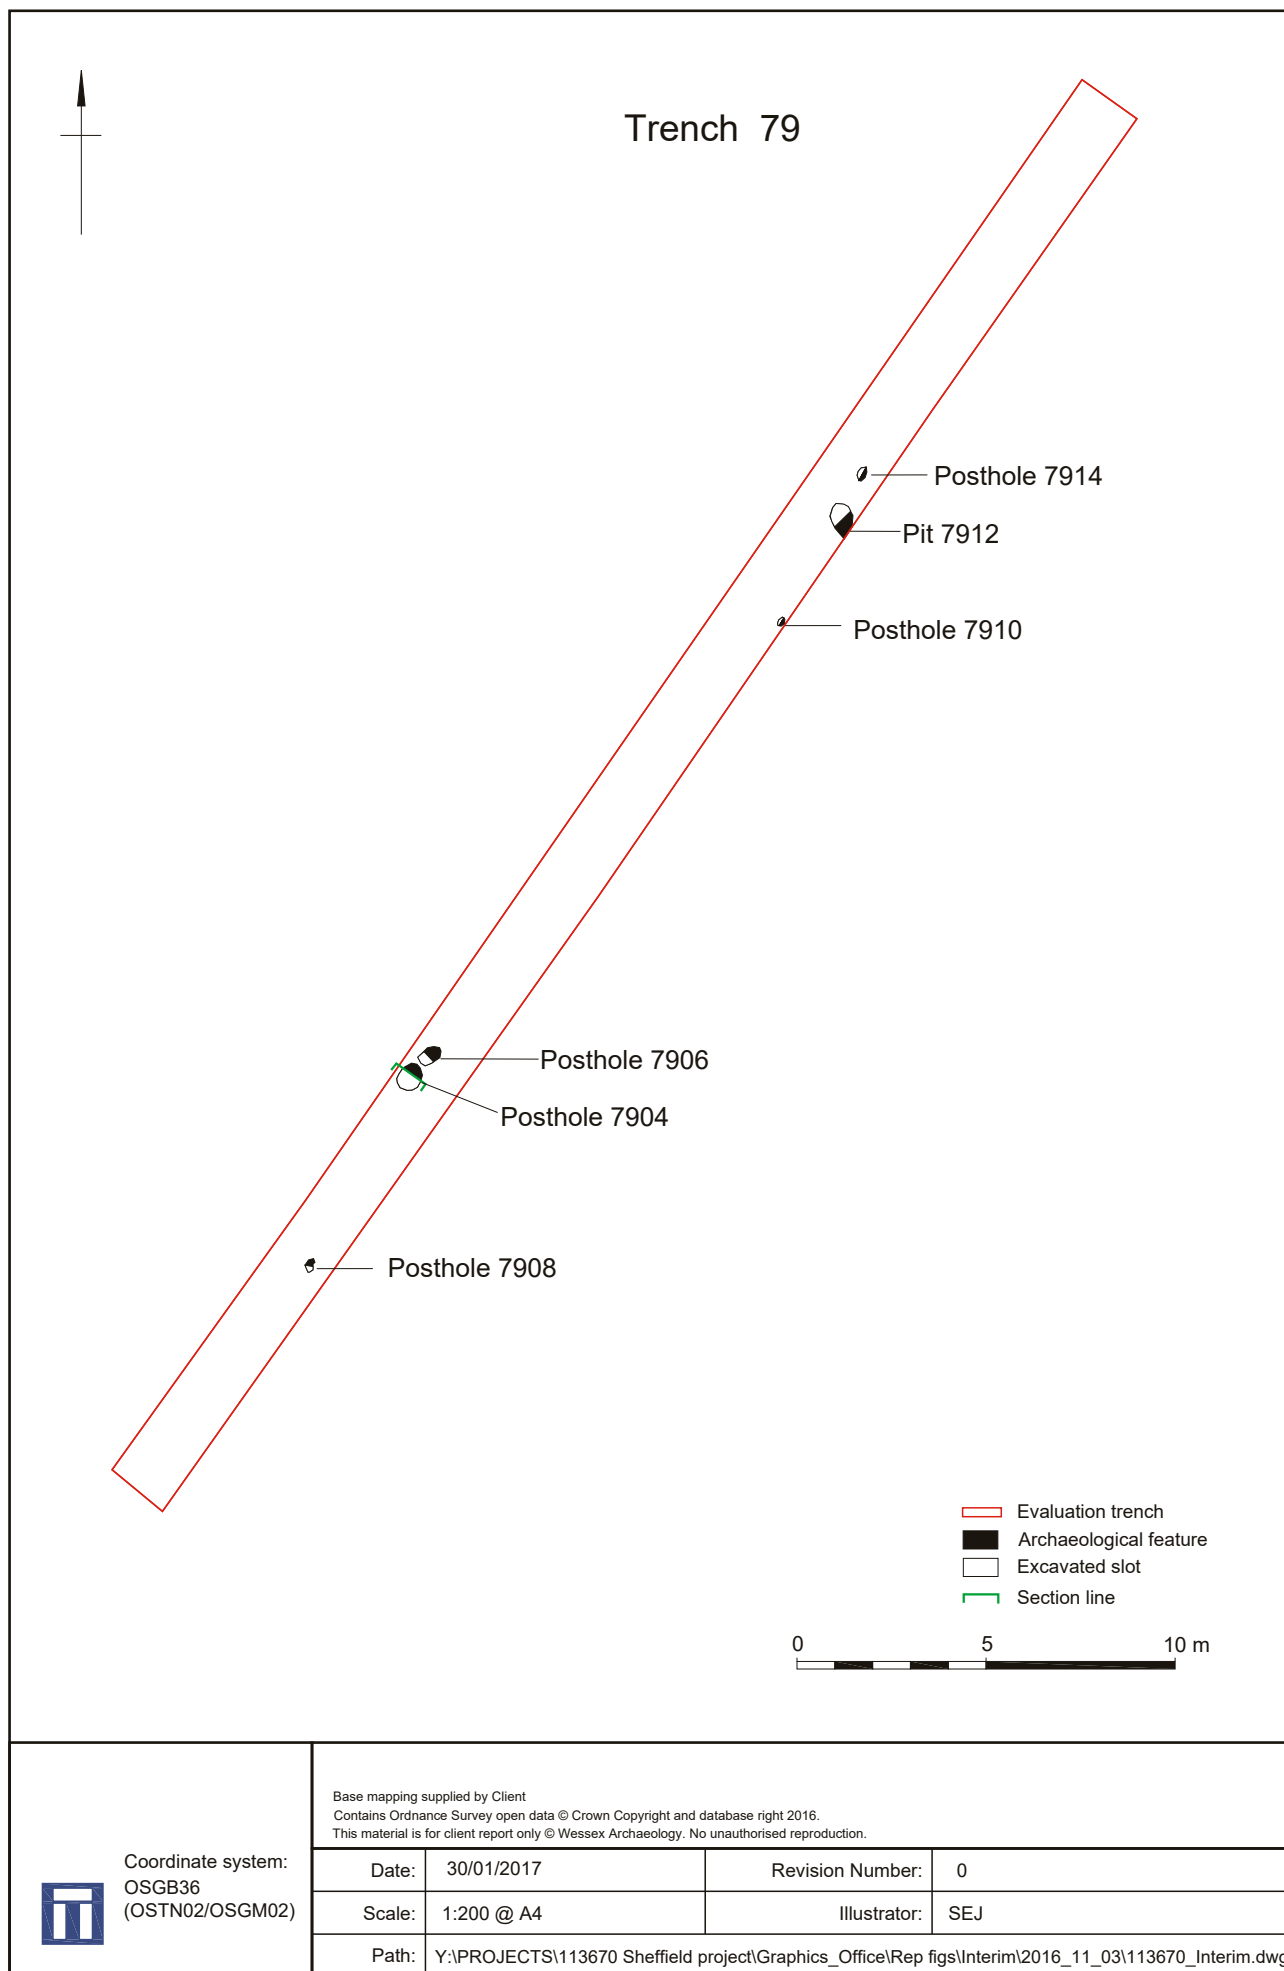 Trench 79
Posthole 7914
Pit 7912
Posthole 7910
Posthole 7906
Posthole 7904
Posthole 7908
Evaluation trench
Archaeological feature
Excavated slot
Section line
0 5 10 m
Base mapping supplied by Client
Contains Ordnance Survey open data © Crown Copyright and database right 2016.
This material is for client report only © Wessex Archaeology. No unauthorised reproduction.
Coordinate system:
OSGB36
(OSTN02/OSGM02)
Date: 30/01/2017 Revision Number: 0
Scale: 1:200 @ A4 Illustrator: SEJ
Path: Y:\PROJECTS\113670 Sheffield project\Graphics_Office\Rep figs\Interim\2016_11_03\113670_Interim.dwg